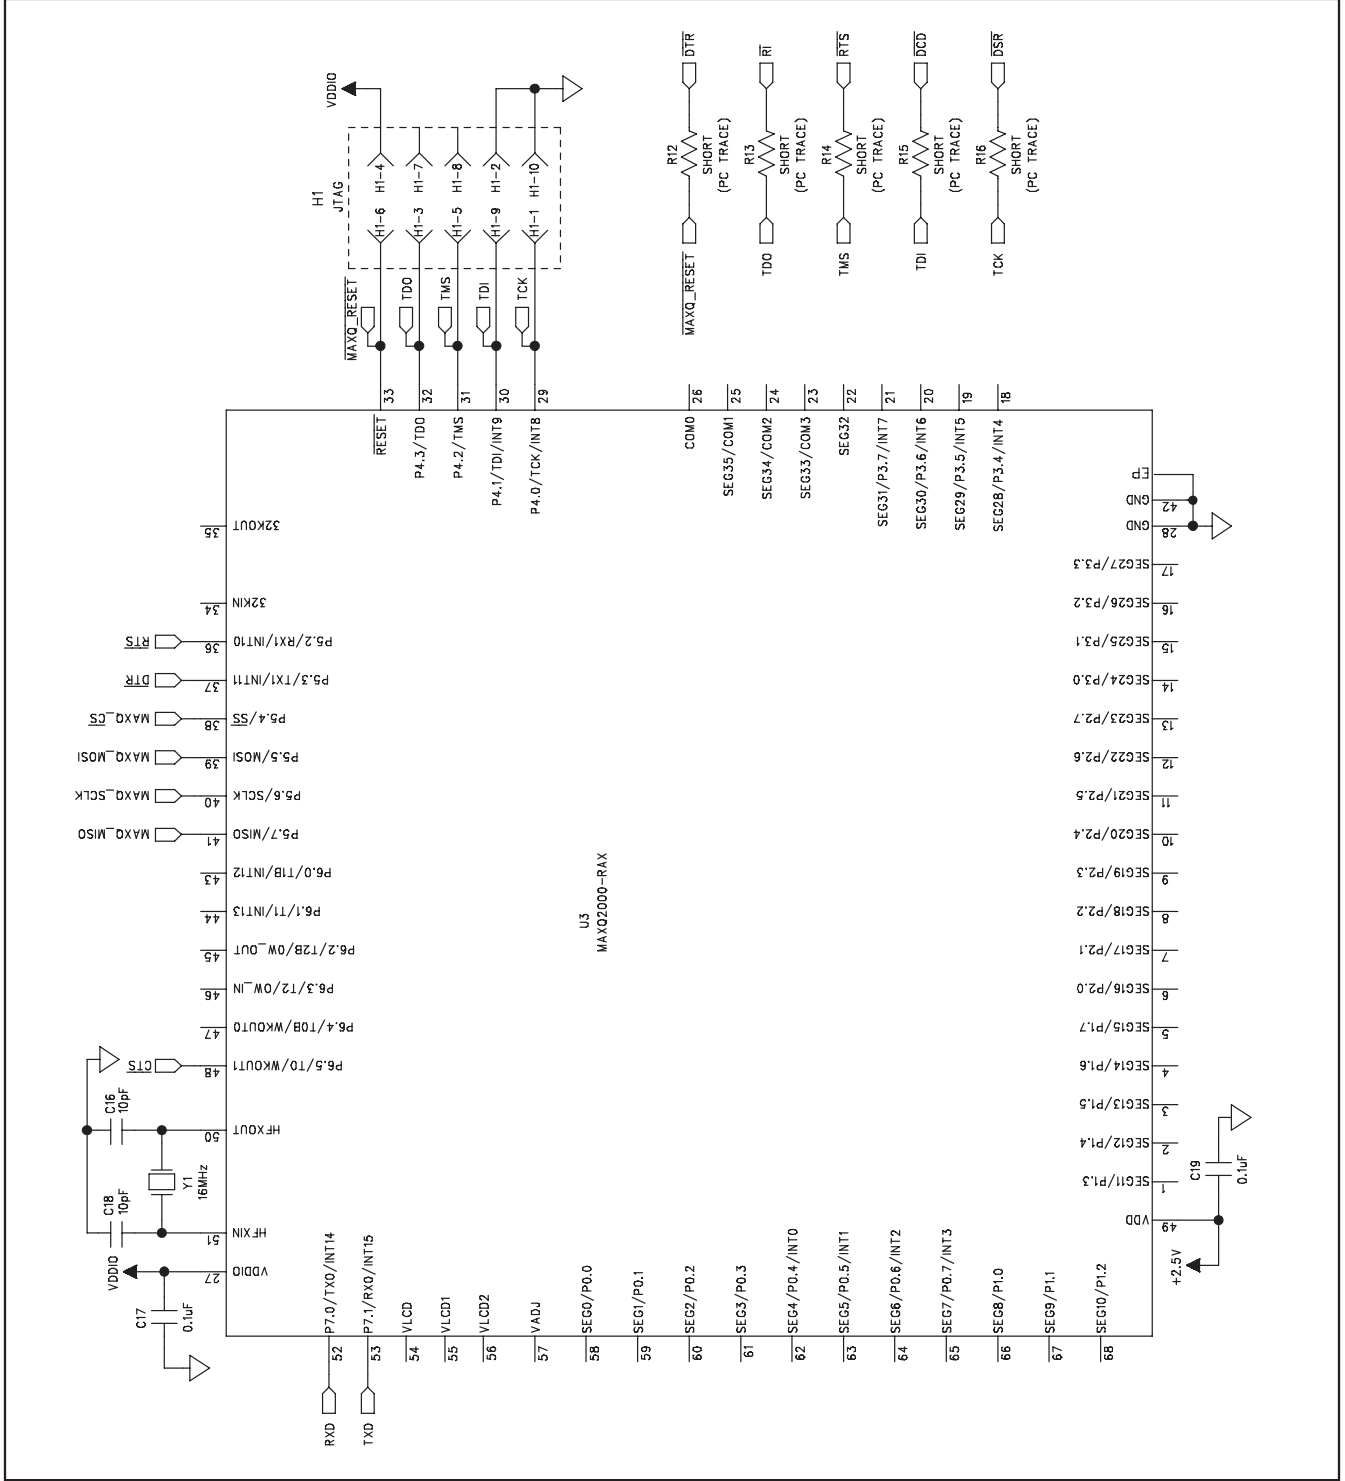 VDDIO
H1
JTAG
H1-6 H1-4
H1-3 H1-7
H1-5 H1-8
H1-9 H1-2
H1-1 H1-10
MAXQ_RESET
TDO
TMS
TDI
TCK
33 RESET
32 P4.3/TDO
31 P4.2/TMS
30 P4.1/TDI/INT9
29 P4.0/TCK/INT8
DTR
R12
SHORT
(PC TRACE)
MAXQ_RESET
RI
R13
SHORT
(PC TRACE)
TDO
RTS
R14
SHORT
(PC TRACE)
TMS
DCD
R15
SHORT
(PC TRACE)
TDI
DSR
R16
SHORT
(PC TRACE)
TCK
26 COM0
25 SEG35/COM1
24 SEG34/COM2
23 SEG33/COM3
22 SEG32
21 SEG31/P3.7/INT7
20 SEG30/P3.6/INT6
19 SEG29/P3.5/INT5
18 SEG28/P3.4/INT4
EP
GND 42
GND 28
SEG27/P3.3 17
SEG26/P3.2 16
SEG25/P3.1 15
SEG24/P3.0 14
SEG23/P2.7 13
SEG22/P2.6 12
SEG21/P2.5 11
SEG20/P2.4 10
SEG19/P2.3 9
SEG18/P2.2 8
SEG17/P2.1 7
SEG16/P2.0 6
SEG15/P1.7 5
SEG14/P1.6 4
SEG13/P1.5 3
SEG12/P1.4 2
SEG11/P1.3 1
VDD 49
C19
0.1uF
+2.5V
35 32KOUT
34 32KIN
RTS 36 P5.2/RX1/INT10
DTR 37 P5.3/TX1/INT11
MAXQ_CS 38 P5.4/SS
MAXQ_MOSI 39 P5.5/MOSI
MAXQ_SCLK 40 P5.6/SCLK
MAXQ_MISO 41 P5.7/MISO
43 P6.0/T1B/INT12
44 P6.1/T1/INT13
45 P6.2/T2B/OW_OUT
46 P6.3/T2/OW_IN
47 P6.4/T0B/WKOUT0
CTS 48 P6.5/T0/WKOUT1
50 HFXOUT
51 HFXIN
27 VDDIO
C16
10pF
C18
10pF
Y1
16MHz
VDDIO
C17
0.1uF
U3
MAXQ2000-RAX
RXD 52 P7.0/TX0/INT14
TXD 53 P7.1/RX0/INT15
54 VLCD
55 VLCD1
56 VLCD2
57 VADJ
58 SEG0/P0.0
59 SEG1/P0.1
60 SEG2/P0.2
61 SEG3/P0.3
62 SEG4/P0.4/INT0
63 SEG5/P0.5/INT1
64 SEG6/P0.6/INT2
65 SEG7/P0.7/INT3
66 SEG8/P1.0
67 SEG9/P1.1
68 SEG10/P1.2